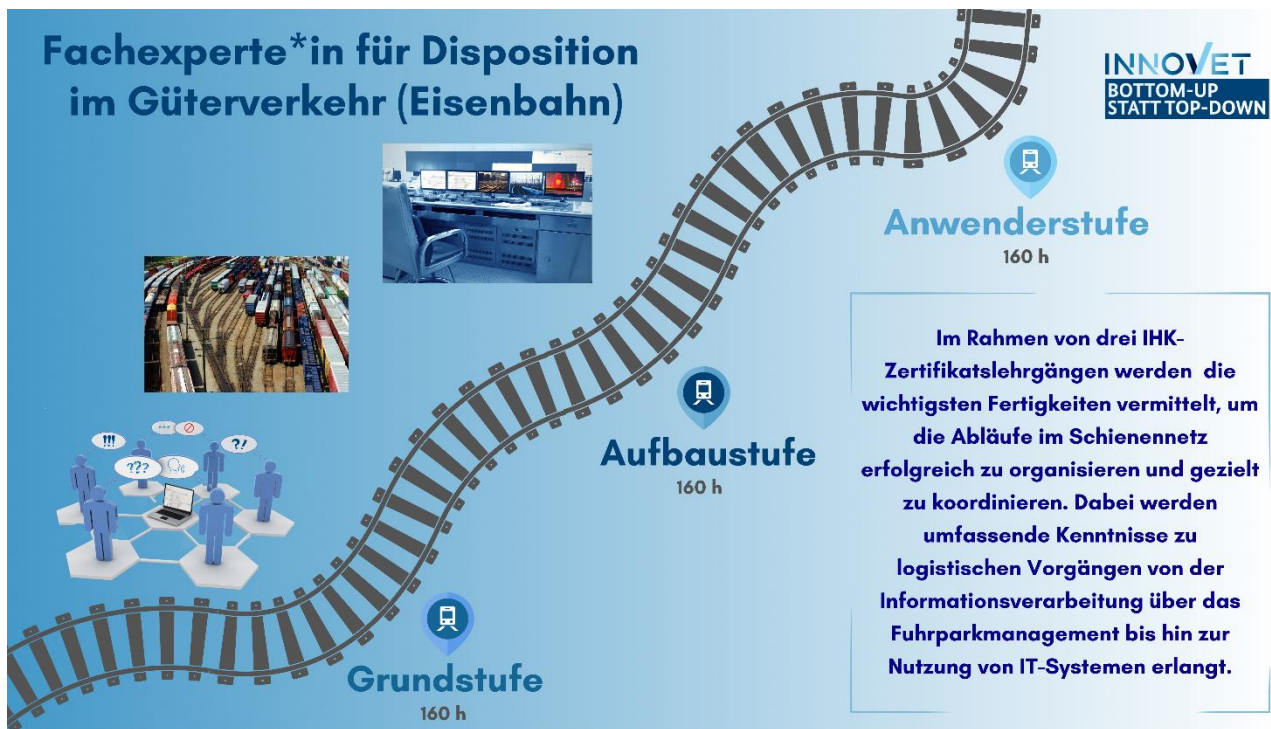 Fachexperte*in für Disposition
im Güterverkehr (Eisenbahn)
INNOVET
BOTTOM-UP
STATT TOP-DOWN
Anwenderstufe
160 h
Im Rahmen von drei IHK-
Zertifikatslehrgängen werden die
wichtigsten Fertigkeiten vermittelt, um
die Abläufe im Schienennetz
erfolgreich zu organisieren und gezielt
zu koordinieren. Dabei werden
umfassende Kenntnisse zu
logistischen Vorgängen von der
Informationsverarbeitung über das
Fuhrparkmanagement bis hin zur
Nutzung von IT-Systemen erlangt.
Aufbaustufe
160 h
!!!
?!
???
Grundstufe
160 h